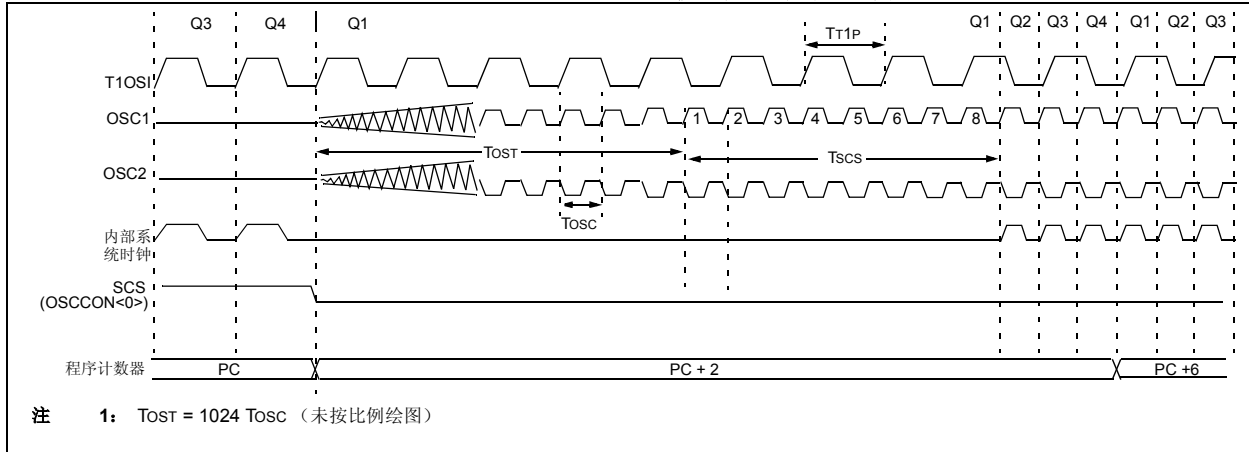 Q3 Q4 Q1 Q1 Q2 Q3 Q4 Q1 Q2 Q3
TT1P
T1OSI
OSC1
1 2 3 4 5 6 7 8
TOST
TSCS
OSC2
TOSC
内部系
统时钟
SCS
(OSCCON<0>)
程序计数器 PC PC + 2 PC +6
注 1： TOST = 1024 TOSC （未按比例绘图）